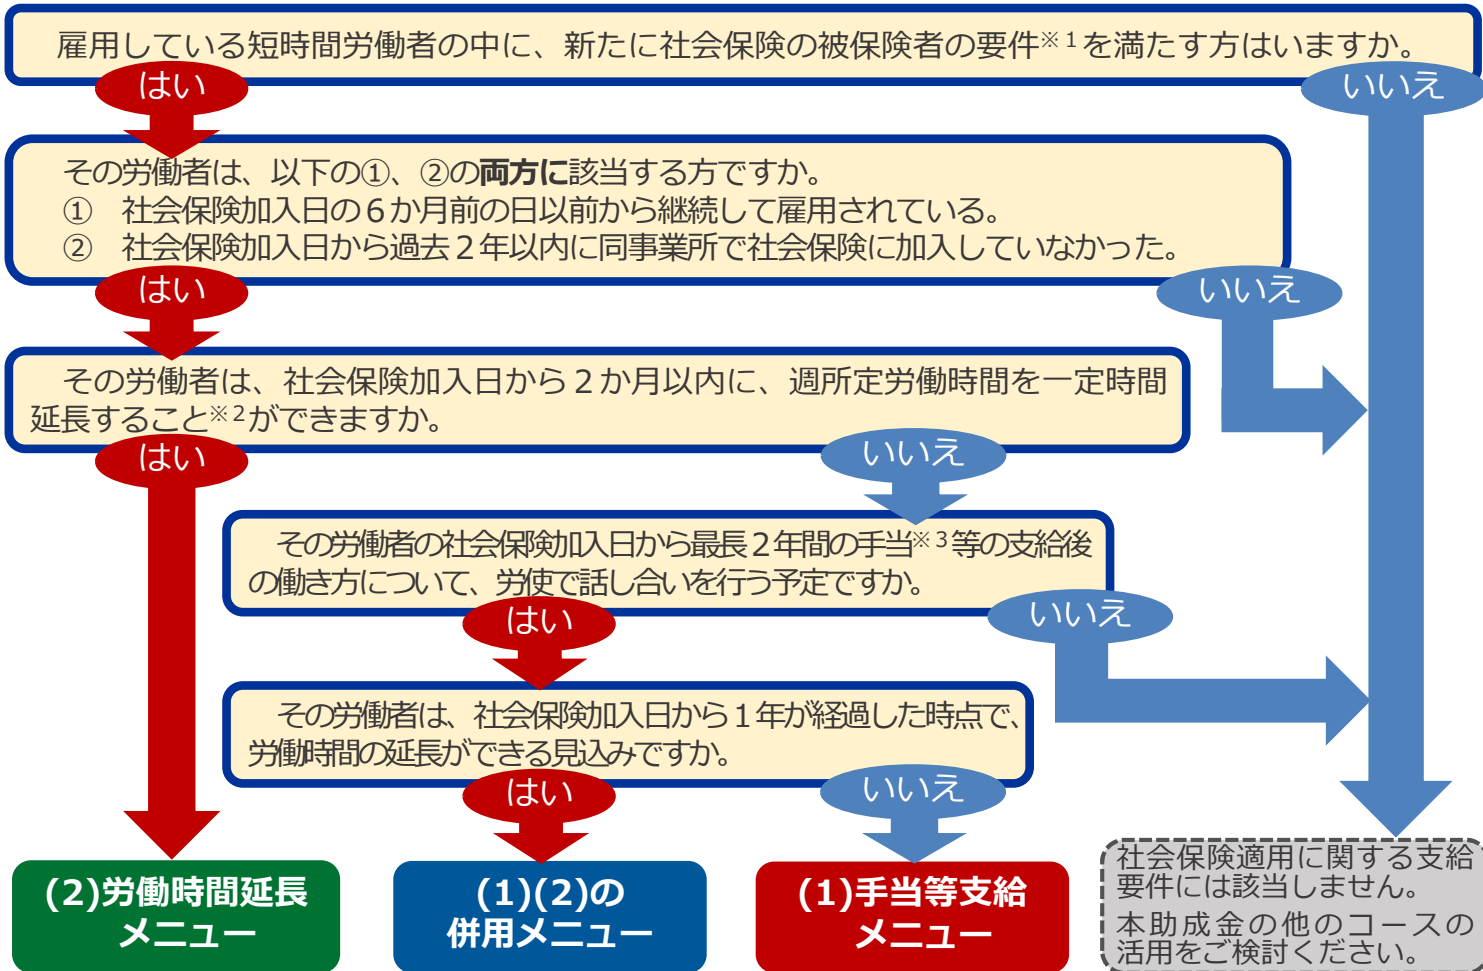 雇用している短時間労働者の中に、新たに社会保険の被保険者の要件※1を満たす方はいますか。
はい
いいえ
その労働者は、以下の①、②の両方に該当する方ですか。
① 社会保険加入日の６か月前の日以前から継続して雇用されている。
② 社会保険加入日から過去２年以内に同事業所で社会保険に加入していなかった。
はい
いいえ
その労働者は、社会保険加入日から２か月以内に、週所定労働時間を一定時間
延長すること※2ができますか。
はい
いいえ
その労働者の社会保険加入日から最長２年間の手当※3等の支給後
の働き方について、労使で話し合いを行う予定ですか。
はい
いいえ
その労働者は、社会保険加入日から１年が経過した時点で、
労働時間の延長ができる見込みですか。
はい
いいえ
(2)労働時間延長
メニュー
(1)(2)の
併用メニュー
(1)手当等支給
メニュー
社会保険適用に関する支給
要件には該当しません。
本助成金の他のコースの
活用をご検討ください。